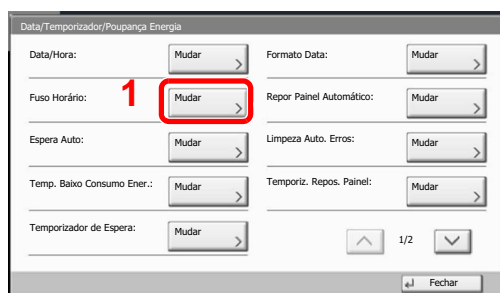 Data/Temporizador/Poupança Energia
Data/Hora: Mudar Formato Data: Mudar
Fuso Horário: 1 Mudar Repor Painel Automático: Mudar
Espera Auto: Mudar Limpeza Auto. Erros: Mudar
Temp. Baixo Consumo Ener.: Mudar Temporiz. Repos. Painel: Mudar
Temporizador de Espera: Mudar 1/2
Fechar